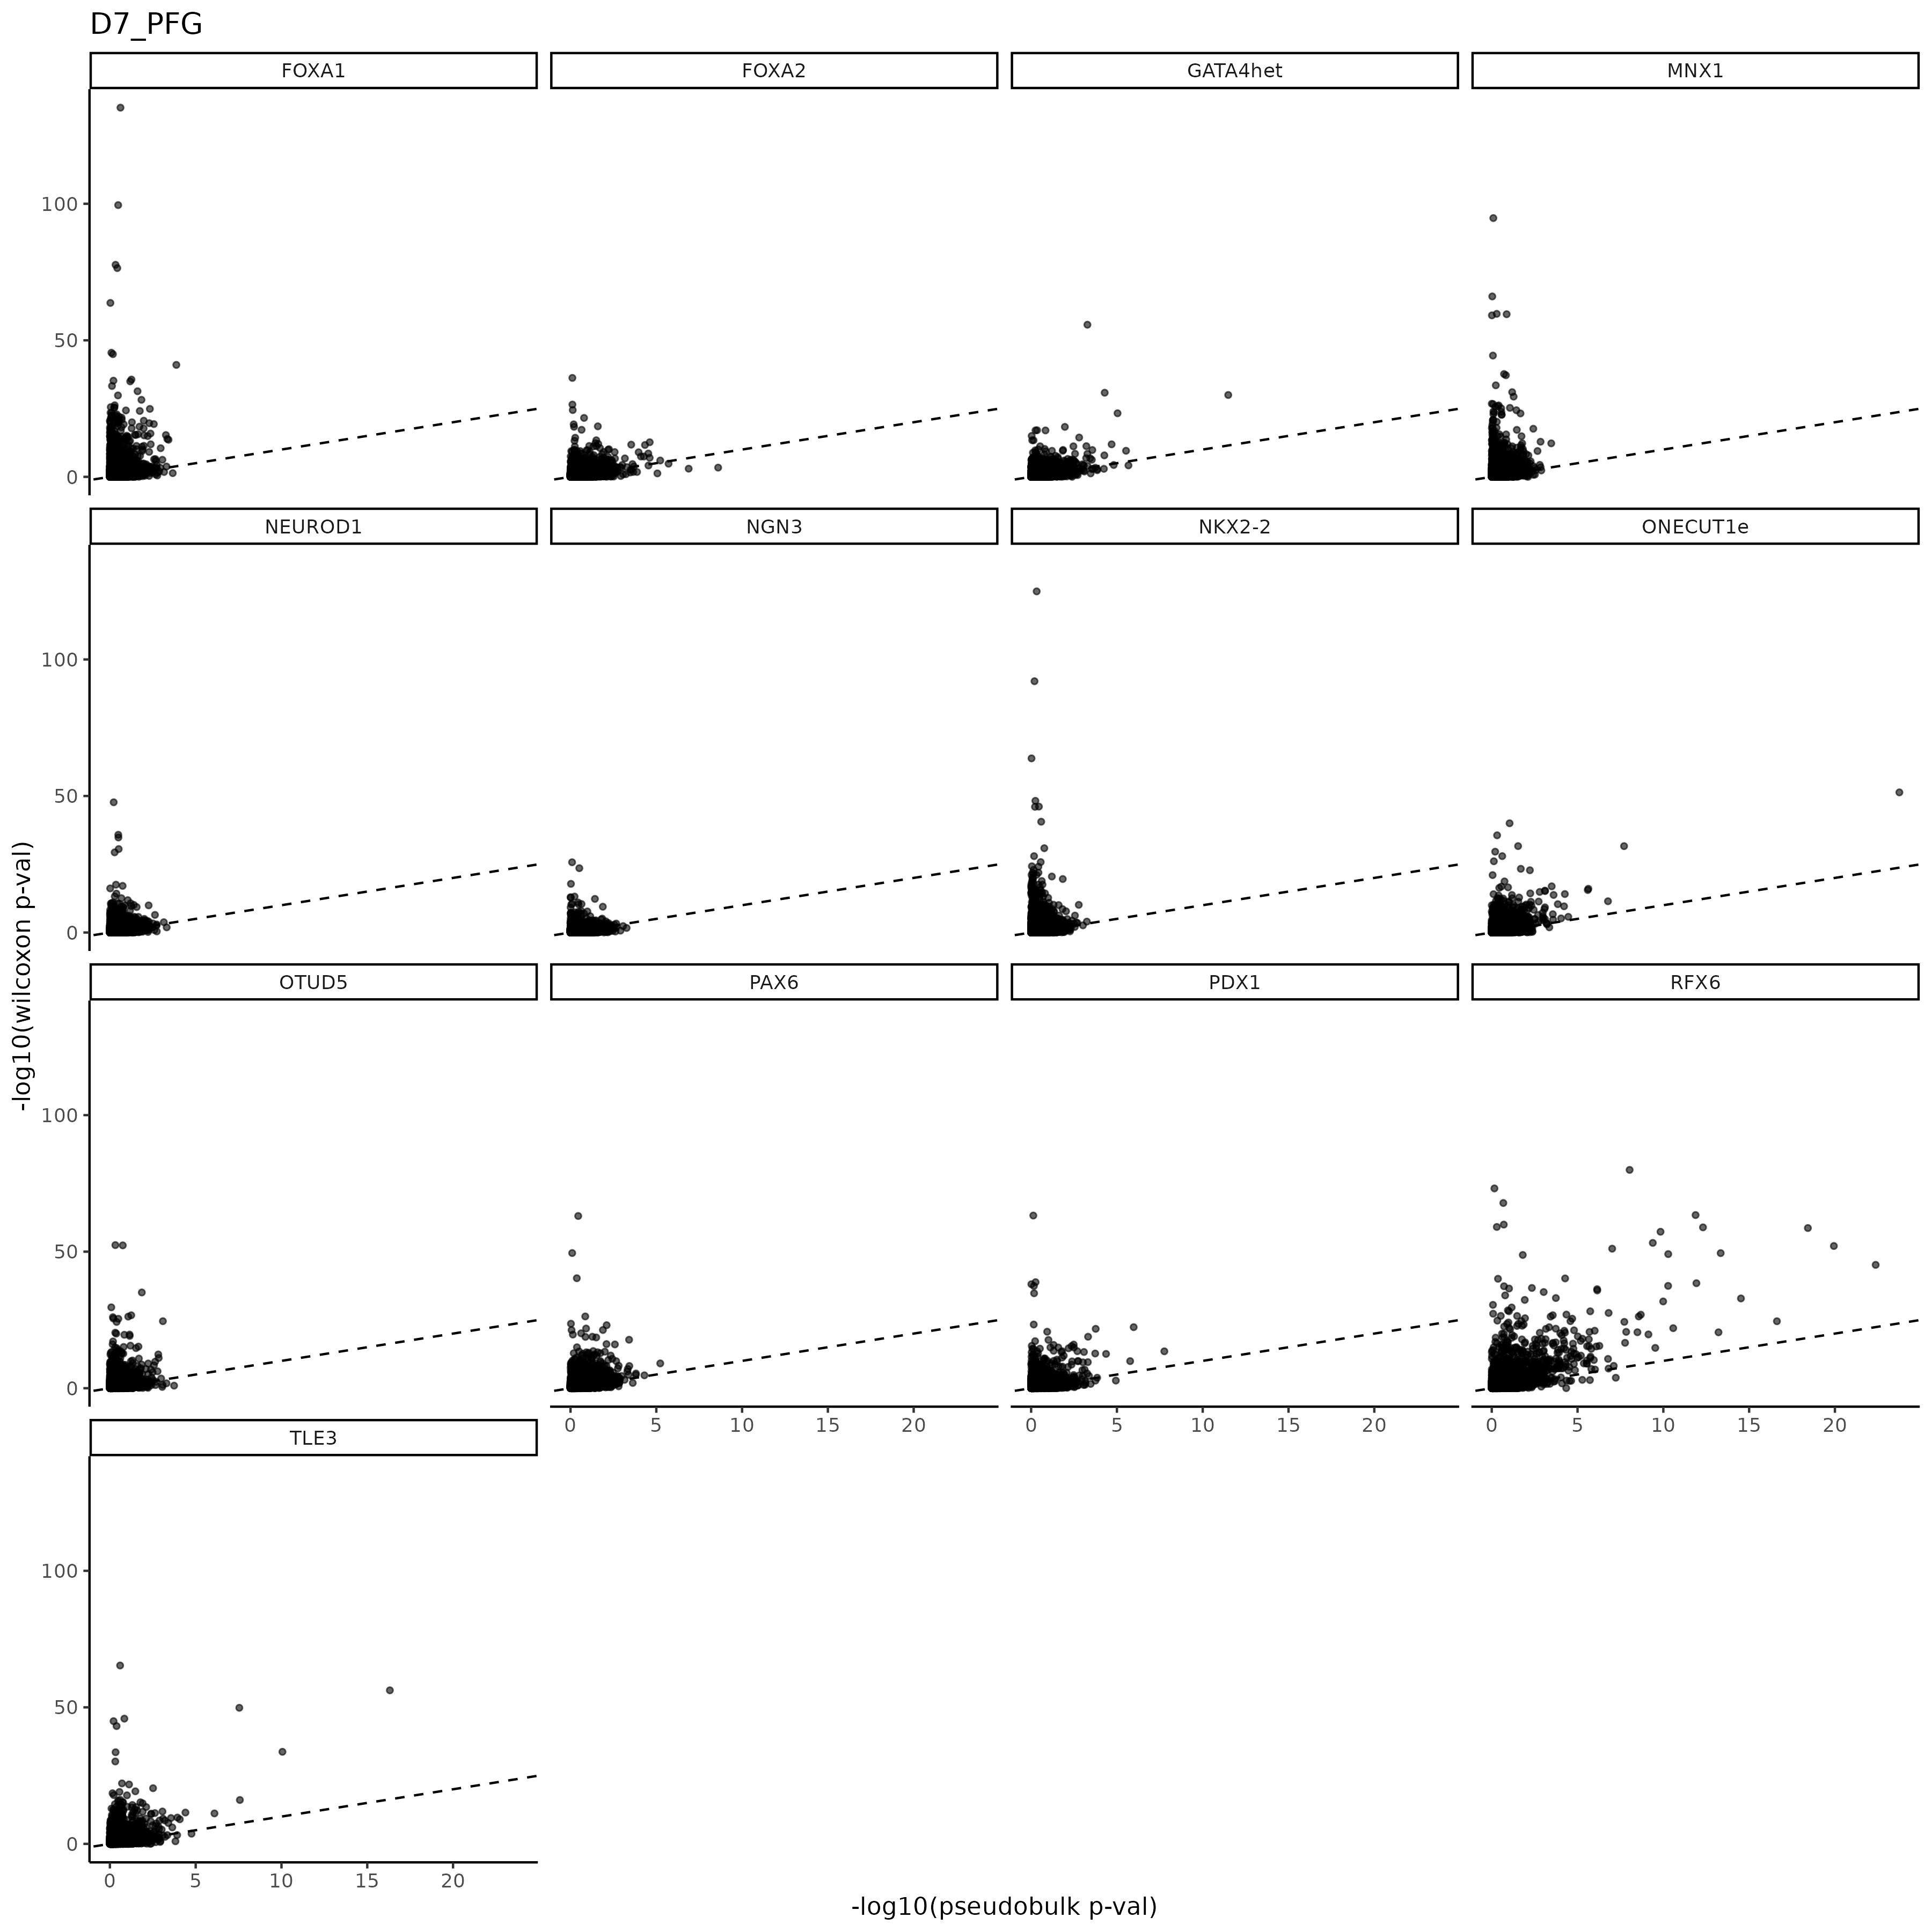 D7_PFG
FOXA1
FOXA2
GATA4het
MNX1
100
50
0
NEUROD1
NGN3
NKX2-2
ONECUT1e
100
50
0
OTUD5
PAX6
PDX1
RFX6
100
50
0
0 5 10 15 20
0 5 10 15 20
0 5 10 15 20
TLE3
100
50
0
0 5 10 15 20
-log10(wilcoxon p-val)
-log10(pseudobulk p-val)